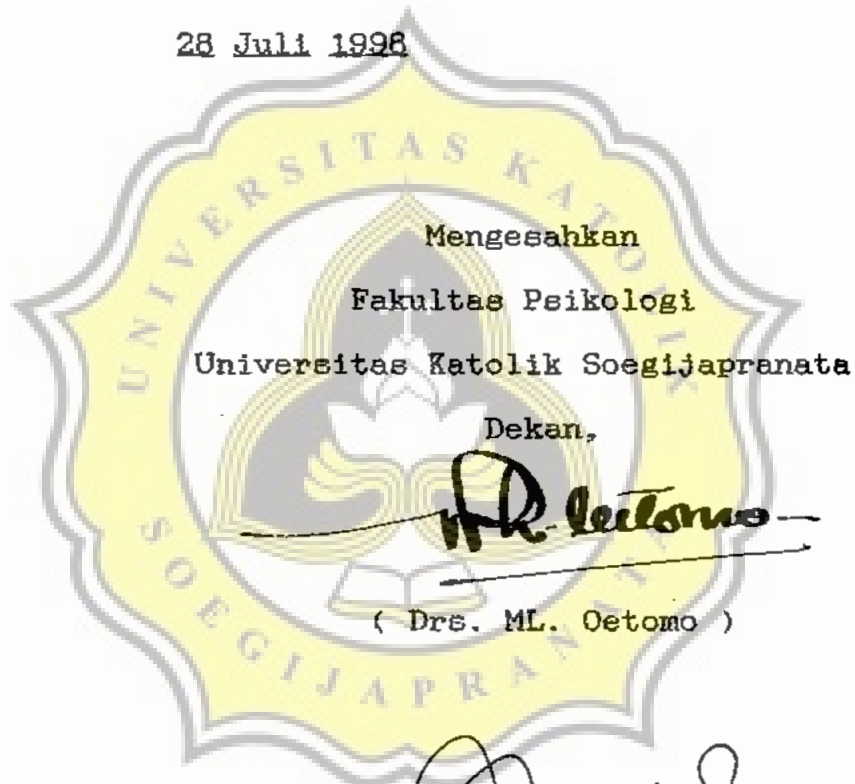 28 Juli 1998
Mengesahkan
Fakultas Psikologi
Universitas Katolik Soegijapranata
Dekan,
( Drs. ML. Oetomo )
UNIVERSITAS KATOLIK
SOEGIJAPRANATA